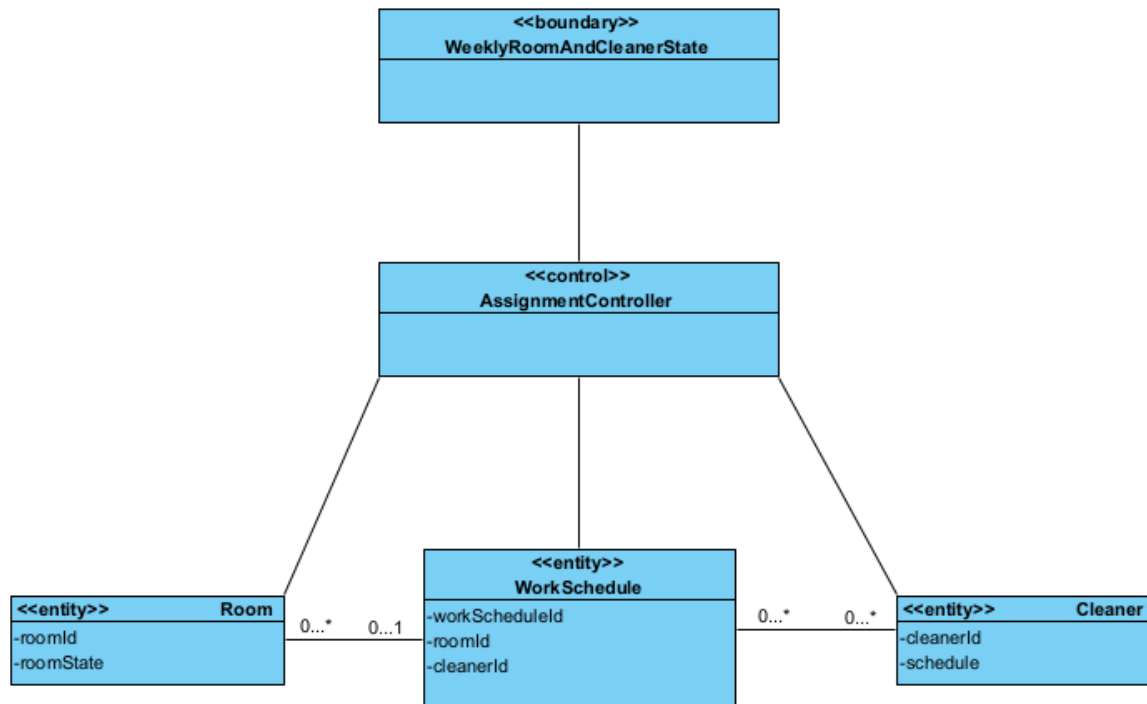 <<boundary>>
WeeklyRoomAndCleanerState
<<control>>
AssignmentController
<<entity>> Room
-roomId
-roomState
0...* 0...1
<<entity>>
WorkSchedule
-workScheduleId
-roomId
-cleanerId
0...* 0...*
<<entity>> Cleaner
-cleanerId
-schedule